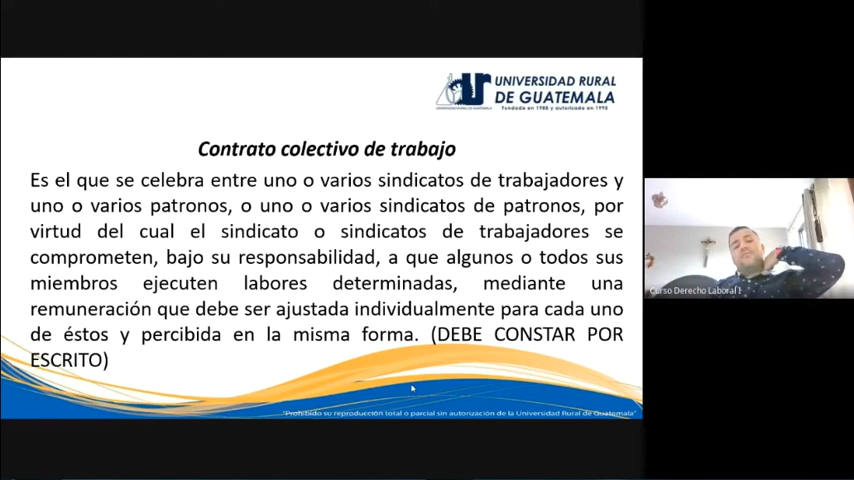 UNIVERSIDAD RURAL
DE GUATEMALA
Fundada en 1988 y autorizada en 1995
Contrato colectivo de trabajo
Es el que se celebra entre uno o varios sindicatos de trabajadores y
uno o varios patronos, o uno o varios sindicatos de patronos, por
virtud del cual el sindicato o sindicatos de trabajadores se
comprometen, bajo su responsabilidad, a que algunos o todos sus
miembros ejecuten labores determinadas, mediante una
remuneración que debe ser ajustada individualmente para cada uno
de éstos y percibida en la misma forma. (DEBE CONSTAR POR
ESCRITO)
"Prohibido su reproducción total o parcial sin autorización de la Universidad Rural de Guatemala"
Curso Derecho Laboral I